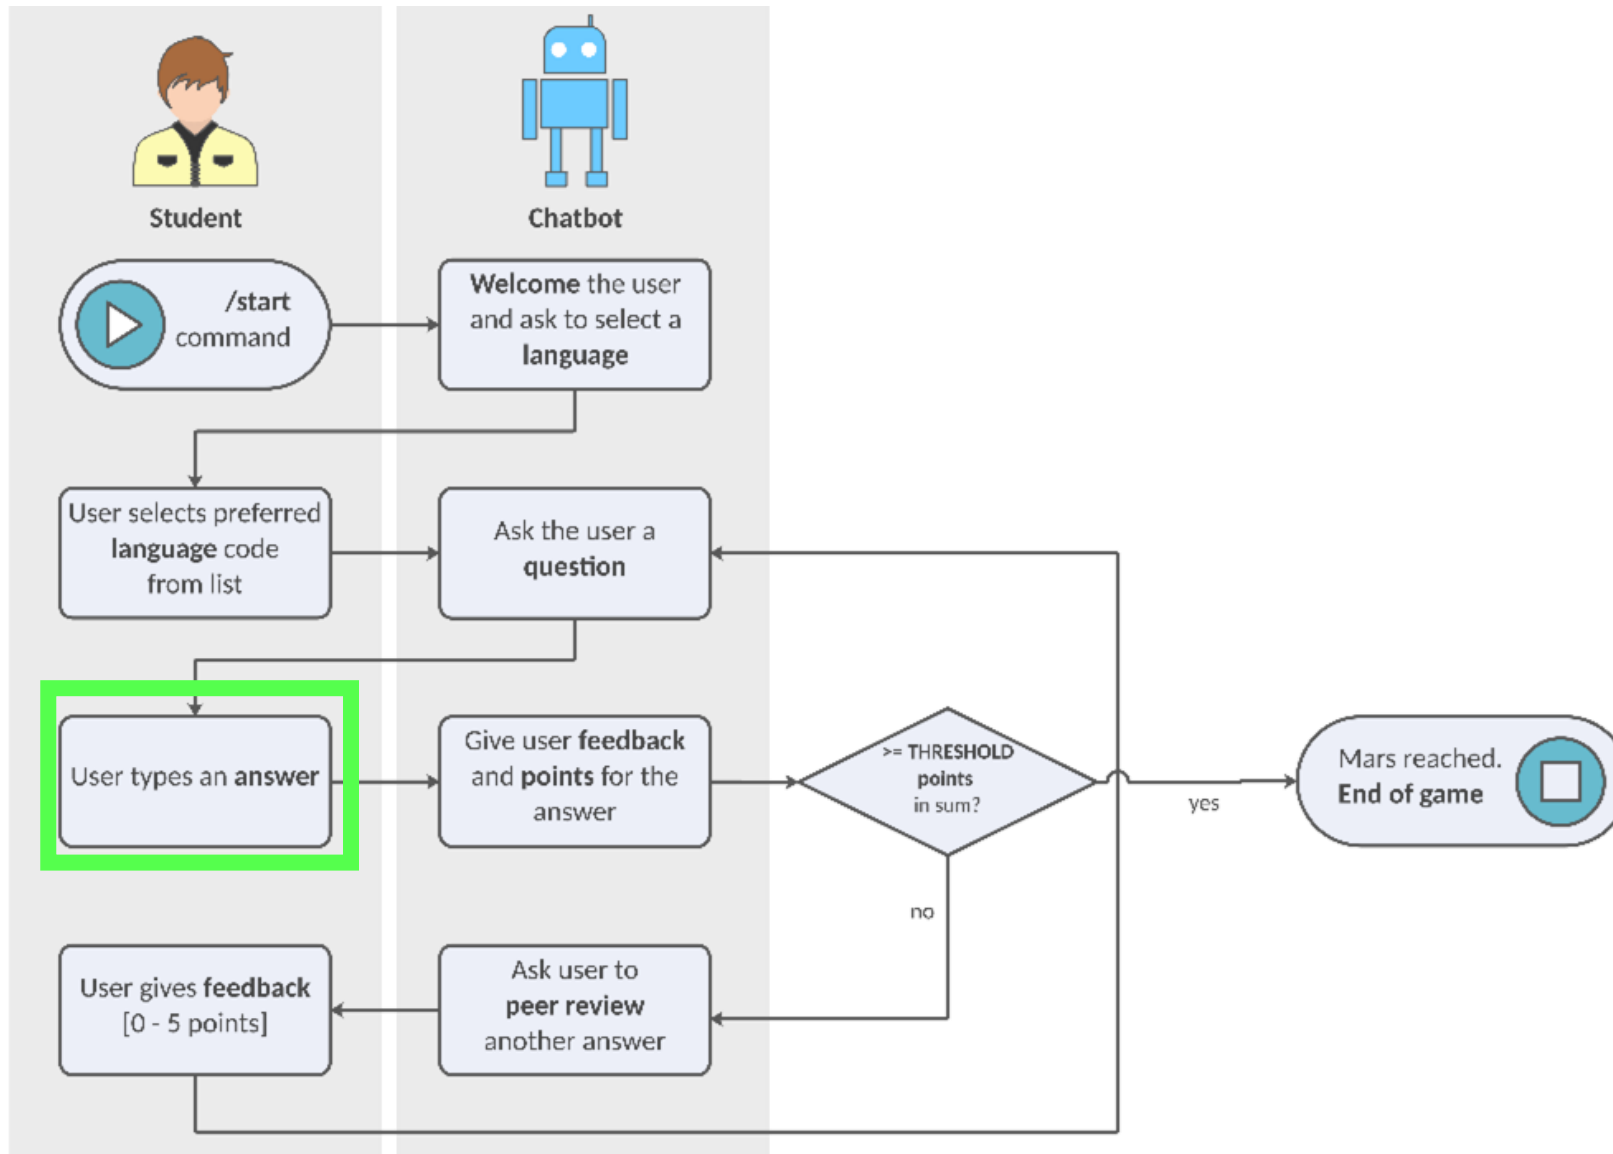 Student
Chatbot
/start
command
Welcome the user
and ask to select a
language
User selects preferred
language code
from list
Ask the user a
question
User types an answer
Give user feedback
and points for the
answer
>= THRESHOLD
points
in sum?
yes
Mars reached.
End of game
no
User gives feedback
[0 - 5 points]
Ask user to
peer review
another answer